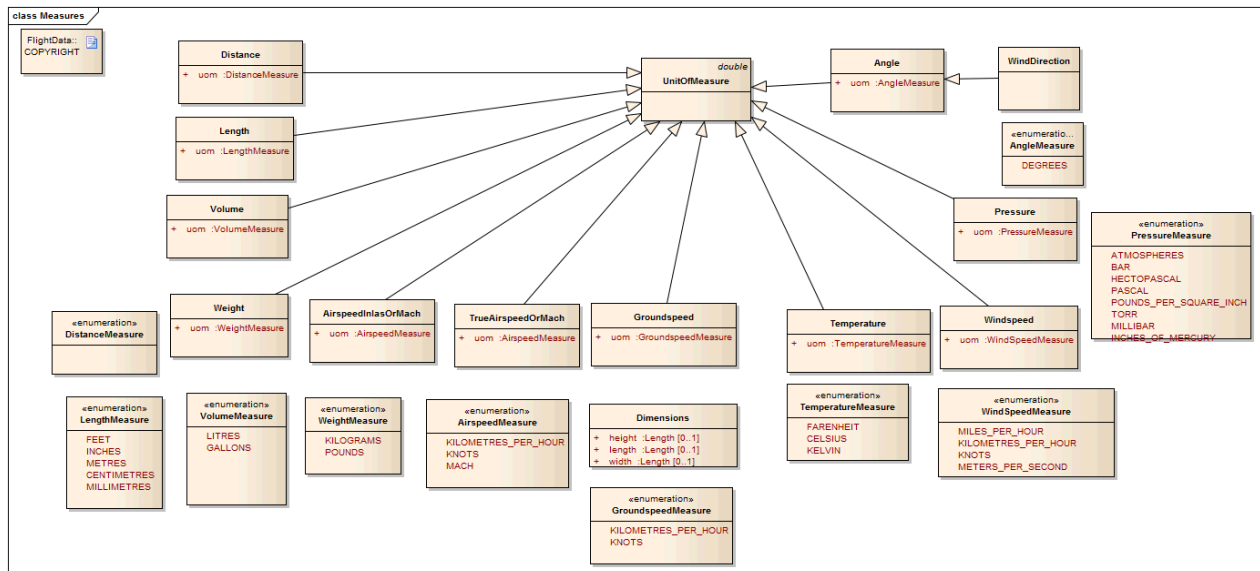 class Measures
FlightData::
COPYRIGHT
Distance
+ uom :DistanceMeasure
double
UnitOfMeasure
Angle
+ uom :AngleMeasure
WindDirection
Length
+ uom :LengthMeasure
«enumeratio...
AngleMeasure
DEGREES
Volume
+ uom :VolumeMeasure
Pressure
+ uom :PressureMeasure
«enumeration»
PressureMeasure
ATMOSPHERES
BAR
HECTOPASCAL
PASCAL
POUNDS_PER_SQUARE_INCH
TORR
MILLIBAR
INCHES_OF_MERCURY
«enumeration»
DistanceMeasure
Weight
+ uom :WeightMeasure
AirspeedInIasOrMach
+ uom :AirspeedMeasure
TrueAirspeedOrMach
+ uom :AirspeedMeasure
Groundspeed
+ uom :GroundspeedMeasure
Temperature
+ uom :TemperatureMeasure
Windspeed
+ uom :WindSpeedMeasure
«enumeration»
LengthMeasure
FEET
INCHES
METRES
CENTIMETRES
MILLIMETRES
«enumeration»
VolumeMeasure
LITRES
GALLONS
«enumeration»
WeightMeasure
KILOGRAMS
POUNDS
«enumeration»
AirspeedMeasure
KILOMETRES_PER_HOUR
KNOTS
MACH
Dimensions
+ height :Length [0..1]
+ length :Length [0..1]
+ width :Length [0..1]
«enumeration»
TemperatureMeasure
FARENHEIT
CELSIUS
KELVIN
«enumeration»
WindSpeedMeasure
MILES_PER_HOUR
KILOMETRES_PER_HOUR
KNOTS
METERS_PER_SECOND
«enumeration»
GroundspeedMeasure
KILOMETRES_PER_HOUR
KNOTS